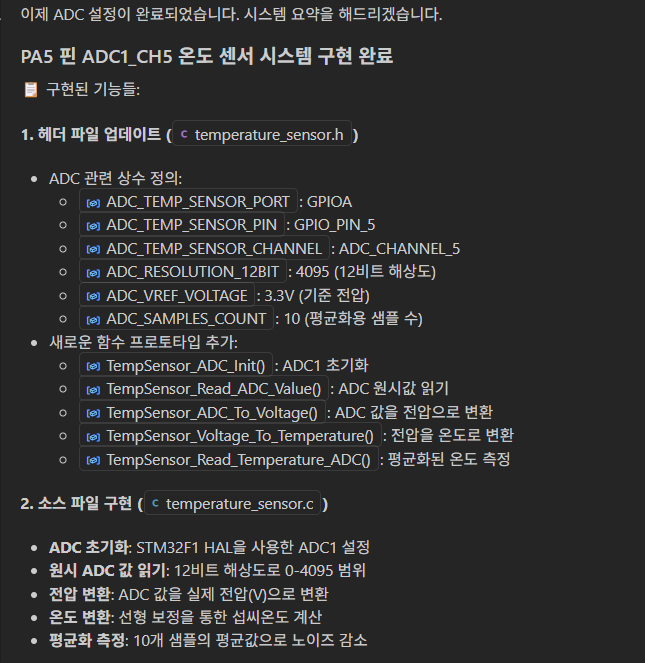 이제 ADC 설정이 완료되었습니다. 시스템 요약을 해드리겠습니다.
PA5 핀 ADC1_CH5 온도 센서 시스템 구현 완료
📋 구현된 기능들:
1. 헤더 파일 업데이트 ( C temperature_sensor.h )
• ADC 관련 상수 정의:
○ ADC_TEMP_SENSOR_PORT : GPIOA
○ ADC_TEMP_SENSOR_PIN : GPIO_PIN_5
○ ADC_TEMP_SENSOR_CHANNEL : ADC_CHANNEL_5
○ ADC_RESOLUTION_12BIT : 4095 (12비트 해상도)
○ ADC_VREF_VOLTAGE : 3.3V (기준 전압)
○ ADC_SAMPLES_COUNT : 10 (평균화용 샘플 수)
• 새로운 함수 프로토타입 추가:
○ TempSensor_ADC_Init() : ADC1 초기화
○ TempSensor_Read_ADC_Value() : ADC 원시값 읽기
○ TempSensor_ADC_To_Voltage() : ADC 값을 전압으로 변환
○ TempSensor_Voltage_To_Temperature() : 전압을 온도로 변환
○ TempSensor_Read_Temperature_ADC() : 평균화된 온도 측정
2. 소스 파일 구현 ( C temperature_sensor.c )
• ADC 초기화: STM32F1 HAL을 사용한 ADC1 설정
• 원시 ADC 값 읽기: 12비트 해상도로 0-4095 범위
• 전압 변환: ADC 값을 실제 전압(V)으로 변환
• 온도 변환: 선형 보정을 통한 섭씨온도 계산
• 평균화 측정: 10개 샘플의 평균값으로 노이즈 감소